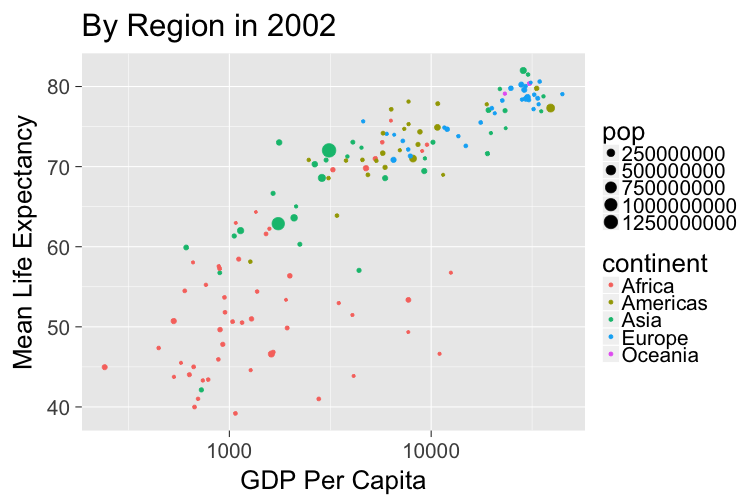 By Region in 2002
Mean Life Expectancy
80
70
60
50
40
1000
10000
GDP Per Capita
pop
250000000
500000000
750000000
1000000000
1250000000
continent
Africa
Americas
Asia
Europe
Oceania